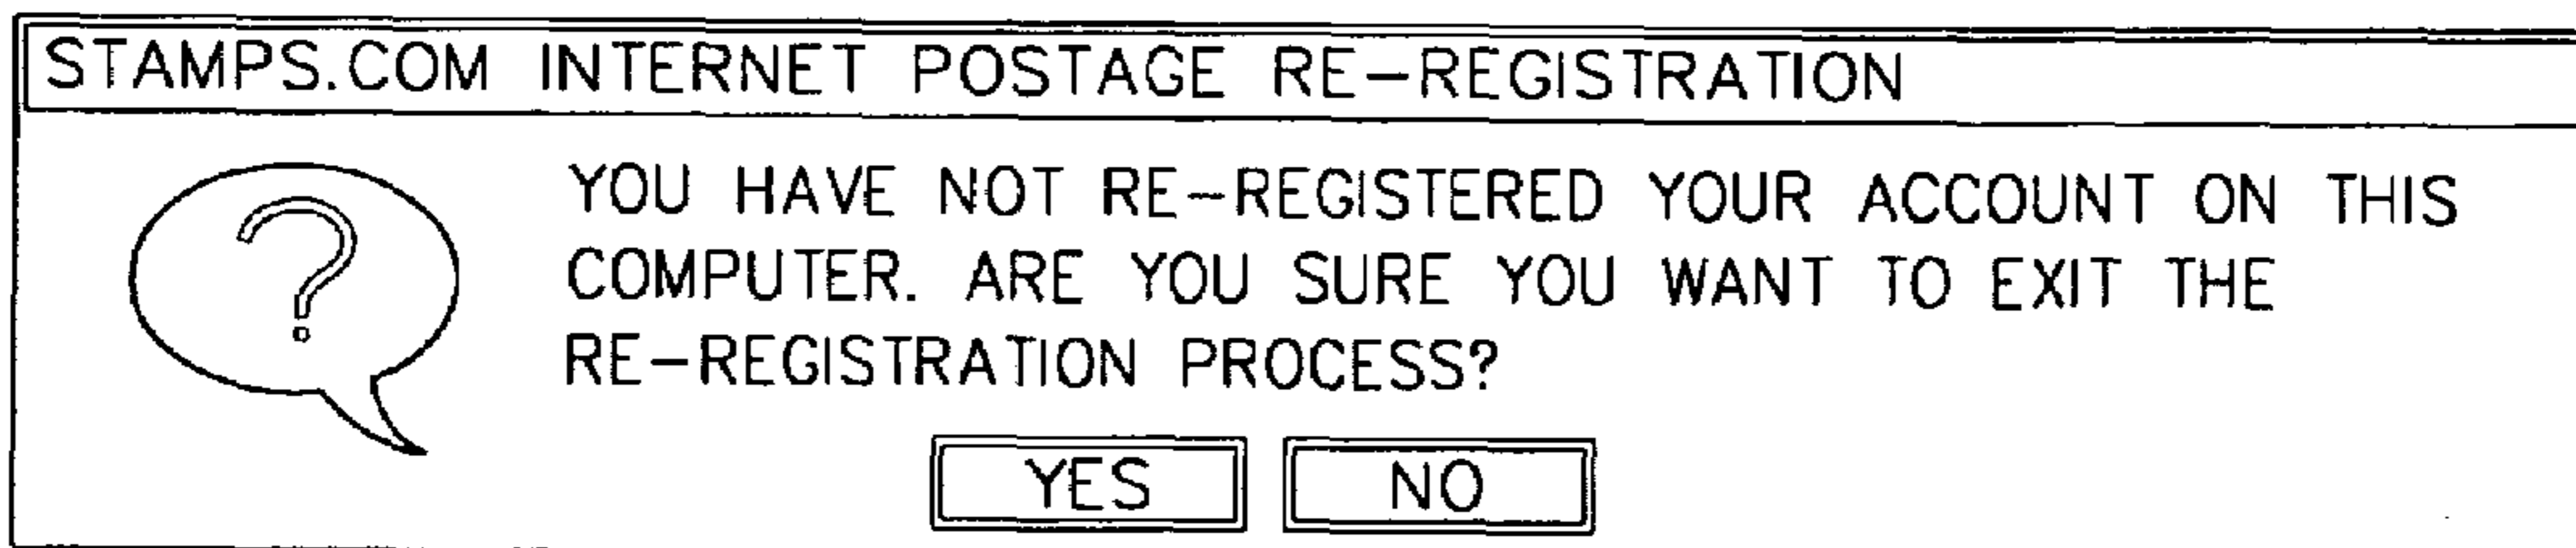 STAMPS.COM INTERNET POSTAGE RE-REGISTRATION
?
YOU HAVE NOT RE-REGISTERED YOUR ACCOUNT ON THIS
COMPUTER. ARE YOU SURE YOU WANT TO EXIT THE
RE-REGISTRATION PROCESS?
YES NO